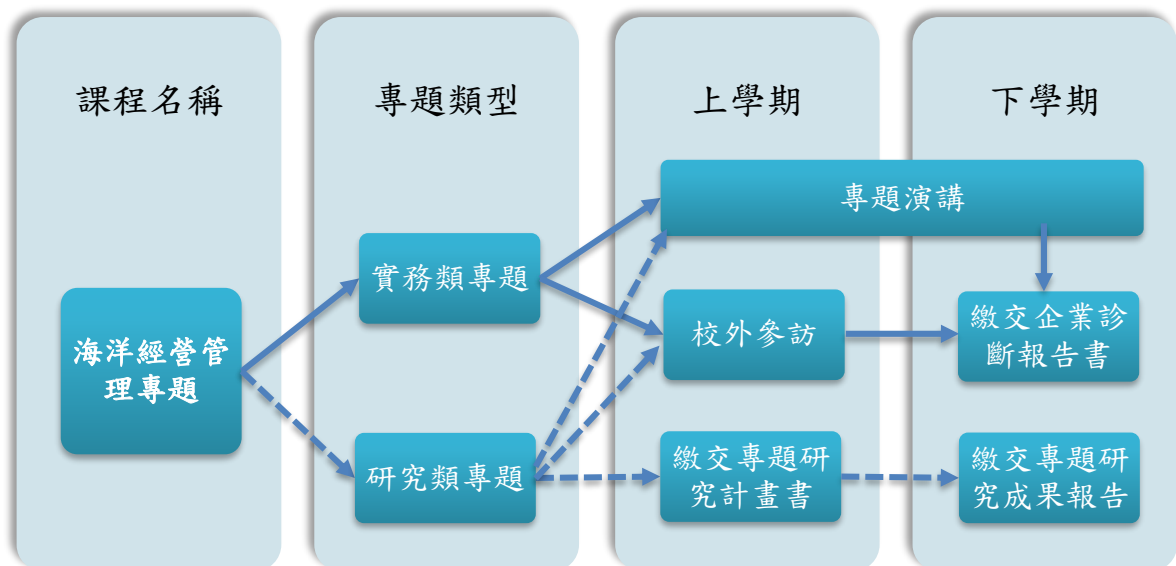 課程名稱
專題類型
上學期
下學期
專題演講
實務類專題
海洋經營管
理專題
校外參訪
繳交企業診
斷報告書
研究類專題
繳交專題研
究計畫書
繳交專題研
究成果報告